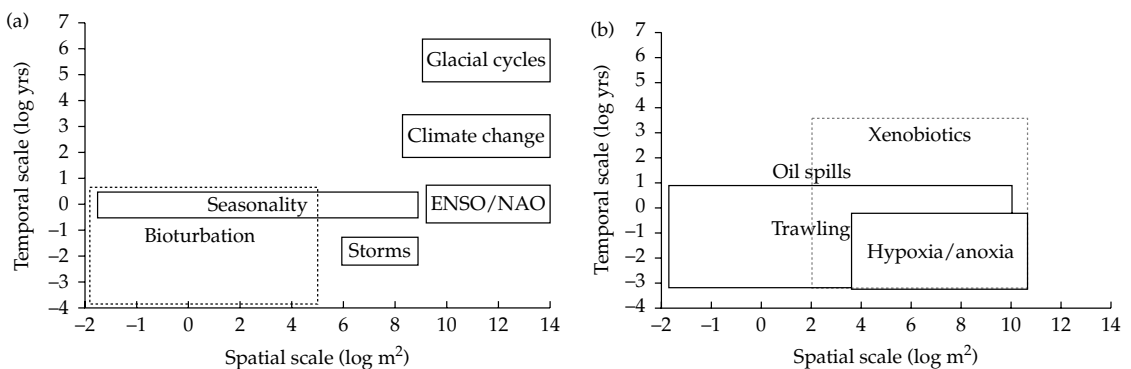 (a)
Temporal scale (log yrs)
7
6
5
4
3
2
1
0
–1
–2
–3
–4
Glacial cycles
Climate change
ENSO/NAO
Seasonality
Bioturbation
Storms
–2 –1 0 2 4 6 8 10 12 14
Spatial scale (log m²)
(b)
Temporal scale (log yrs)
7
6
5
4
3
2
1
0
–1
–2
–3
–4
Xenobiotics
Oil spills
Trawling
Hypoxia/anoxia
–2 –1 0 2 4 6 8 10 12 14
Spatial scale (log m²)